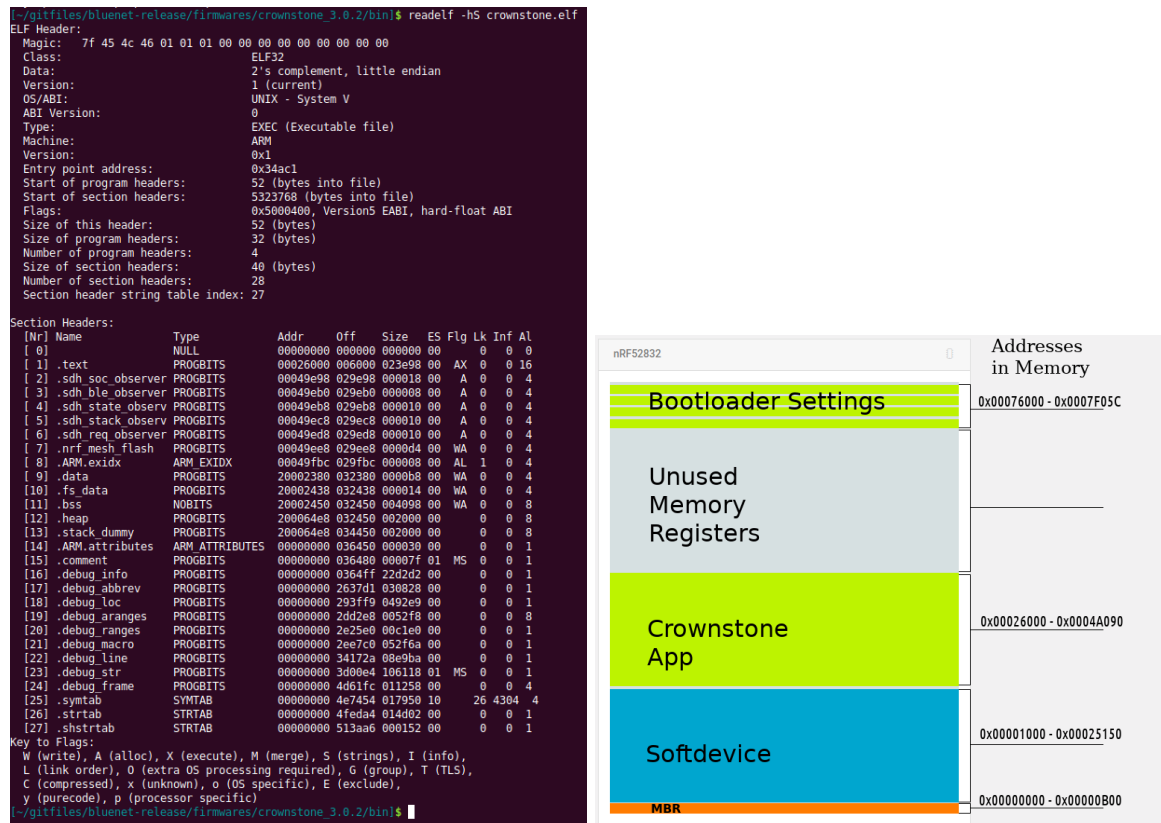 [~/gitfiles/bluenet-release/firmwares/crownstone_3.0.2/bin]$ readelf -hS crownstone.elf
ELF Header:
  Magic:   7f 45 4c 46 01 01 01 00 00 00 00 00 00 00 00 00
  Class:                             ELF32
  Data:                              2's complement, little endian
  Version:                           1 (current)
  OS/ABI:                            UNIX - System V
  ABI Version:                       0
  Type:                              EXEC (Executable file)
  Machine:                           ARM
  Version:                           0x1
  Entry point address:               0x34ac1
  Start of program headers:          52 (bytes into file)
  Start of section headers:          5323768 (bytes into file)
  Flags:                             0x5000400, Version5 EABI, hard-float ABI
  Size of this header:               52 (bytes)
  Size of program headers:           32 (bytes)
  Number of program headers:         4
  Size of section headers:           40 (bytes)
  Number of section headers:         28
  Section header string table index: 27
Section Headers:
  [Nr] Name              Type            Addr     Off    Size   ES Flg Lk Inf Al
  [ 0]                   NULL            00000000 000000 000000 00      0   0  0
  [ 1] .text             PROGBITS        00026000 006000 023e98 00  AX  0   0 16
  [ 2] .sdh_soc_observer PROGBITS        00049e98 029e98 000018 00   A  0   0  4
  [ 3] .sdh_ble_observer PROGBITS        00049eb0 029eb0 000008 00   A  0   0  4
  [ 4] .sdh_state_observ PROGBITS        00049eb8 029eb8 000010 00   A  0   0  4
  [ 5] .sdh_stack_observ PROGBITS        00049ec8 029ec8 000010 00   A  0   0  4
  [ 6] .sdh_req_observer PROGBITS        00049ed8 029ed8 000010 00   A  0   0  4
  [ 7] .nrf_mesh_flash   PROGBITS        00049ee8 029ee8 0000d4 00  WA  0   0  4
  [ 8] .ARM.exidx        ARM_EXIDX       00049fbc 029fbc 000008 00  AL  1   0  4
  [ 9] .data             PROGBITS        20002380 032380 0000b8 00  WA  0   0  4
  [10] .fs_data          PROGBITS        20002438 032438 000014 00  WA  0   0  4
  [11] .bss              NOBITS          20002450 032450 004098 00  WA  0   0  8
  [12] .heap             PROGBITS        200064e8 032450 002000 00      0   0  8
  [13] .stack_dummy      PROGBITS        200064e8 034450 002000 00      0   0  8
  [14] .ARM.attributes   ARM_ATTRIBUTES  00000000 036450 000030 00      0   0  1
  [15] .comment          PROGBITS        00000000 036480 00007f 01  MS  0   0  1
  [16] .debug_info       PROGBITS        00000000 0364ff 22d2d2 00      0   0  1
  [17] .debug_abbrev     PROGBITS        00000000 2637d1 030828 00      0   0  1
  [18] .debug_loc        PROGBITS        00000000 293ff9 0492e9 00      0   0  1
  [19] .debug_aranges    PROGBITS        00000000 2dd2e8 0052f8 00      0   0  8
  [20] .debug_ranges     PROGBITS        00000000 2e25e0 00c1e0 00      0   0  1
  [21] .debug_macro      PROGBITS        00000000 2ee7c0 052f6a 00      0   0  1
  [22] .debug_line       PROGBITS        00000000 34172a 08e9ba 00      0   0  1
  [23] .debug_str        PROGBITS        00000000 3d00e4 106118 01  MS  0   0  1
  [24] .debug_frame      PROGBITS        00000000 4d61fc 011258 00      0   0  4
  [25] .symtab           SYMTAB          00000000 4e7454 017950 10     26 4304  4
  [26] .strtab           STRTAB          00000000 4feda4 014d02 00      0   0  1
  [27] .shstrtab         STRTAB          00000000 513aa6 000152 00      0   0  1
Key to Flags:
  W (write), A (alloc), X (execute), M (merge), S (strings), I (info),
  L (link order), O (extra OS processing required), G (group), T (TLS),
  C (compressed), x (unknown), o (OS specific), E (exclude),
  y (purecode), p (processor specific)
[~/gitfiles/bluenet-release/firmwares/crownstone_3.0.2/bin]$
nRF52832
Addresses
in Memory
Bootloader Settings
0x00076000 - 0x0007F05C
Unused
Memory
Registers
Crownstone
App
0x00026000 - 0x0004A090
Softdevice
0x00001000 - 0x00025150
MBR
0x00000000 - 0x00000B00